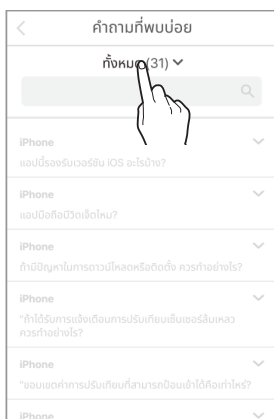 คำถามที่พบบ่อย
ทั้งหมด (31)
iPhone
แอปนี้รองรับเวอร์ชัน iOS อะไรบ้าง?
iPhone
แอปมือถือมีวิดเจ็ตไหม?
iPhone
ถ้ามีปัญหาในการดาวน์โหลดหรือติดตั้ง ควรทำอย่างไร?
iPhone
"ถ้าได้รับการแจ้งเตือนการปรับเทียบเซ็นเซอร์ล้มเหลว
ควรทำอย่างไร?
iPhone
"ขอบเขตค่าการปรับเทียบที่สามารถป้อนเข้าได้คือเท่าไหร่?
iPhone